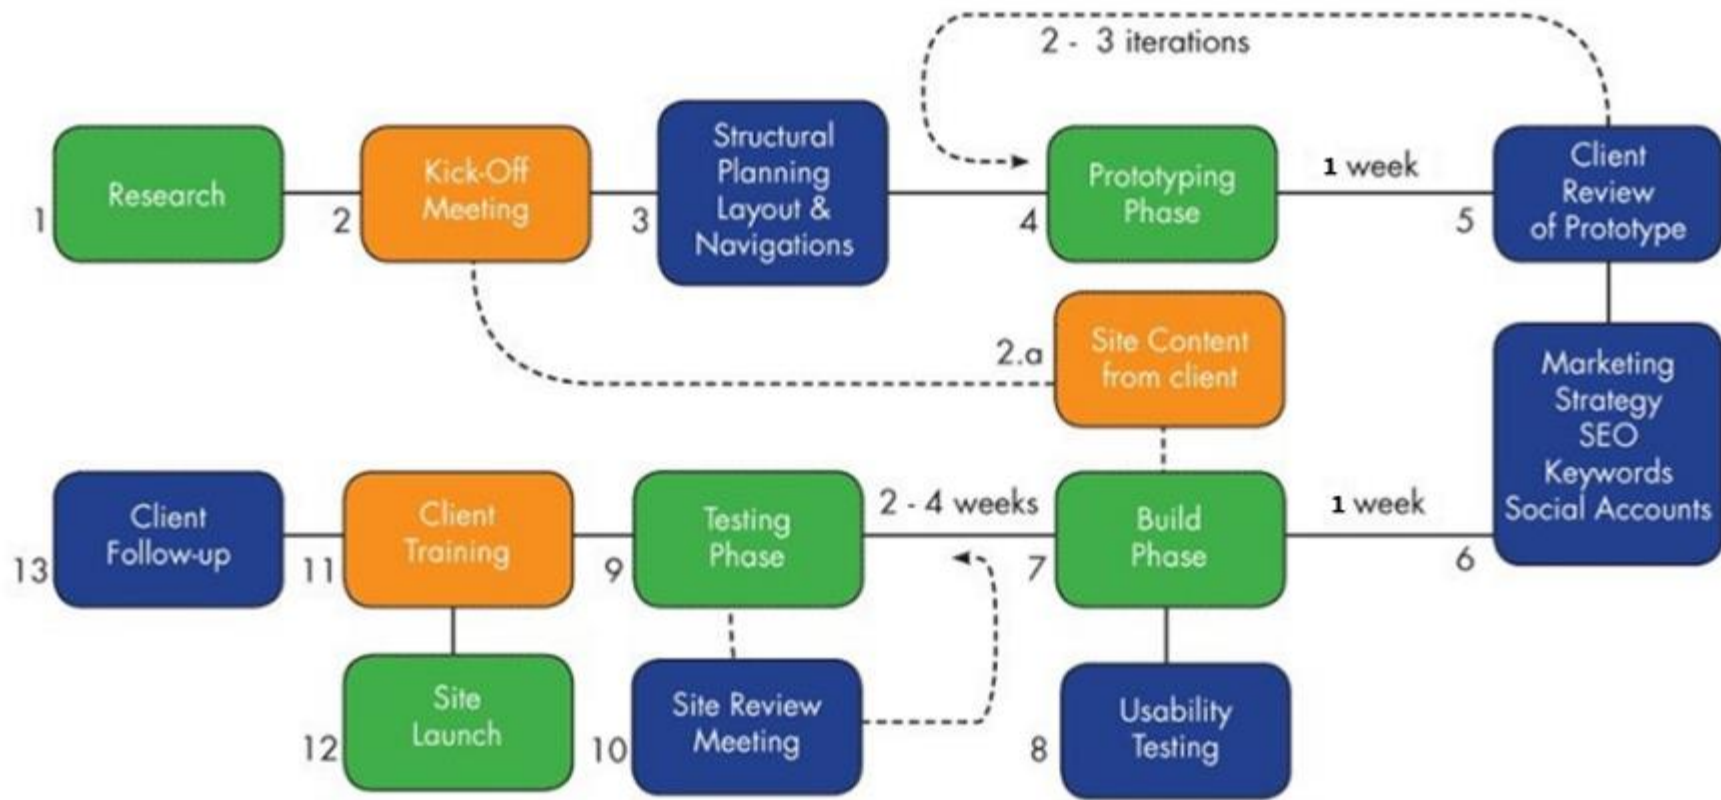 2 - 3 iterations
1
Research
2
Kick-Off
Meeting
3
Structural
Planning
Layout &
Navigations
4
Prototyping
Phase
1 week
5
Client
Review
of Prototype
2.a
Site Content
from client
Marketing
Strategy
SEO
Keywords
Social Accounts
6
1 week
Build
Phase
7
2 - 4 weeks
Testing
Phase
9
Client
Training
11
Client
Follow-up
13
Site
Launch
12
Site Review
Meeting
10
Usability
Testing
8